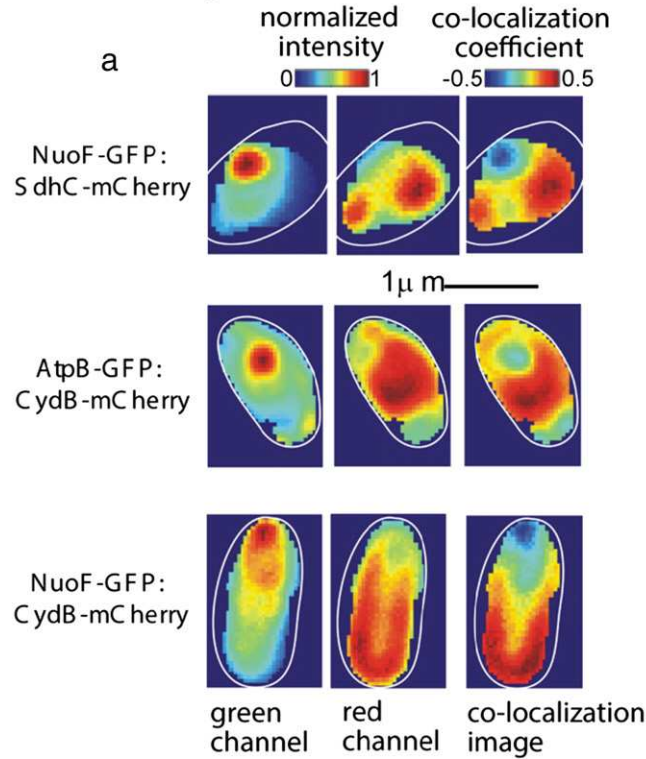 a
normalized
intensity
0 1
co-localization
coefficient
-0.5 0.5
NuoF-GFP:
SdhC-mCherry
1μ m
AtpB-GFP:
CydB-mCherry
NuoF-GFP:
CydB-mCherry
green
channel
red
channel
co-localization
image